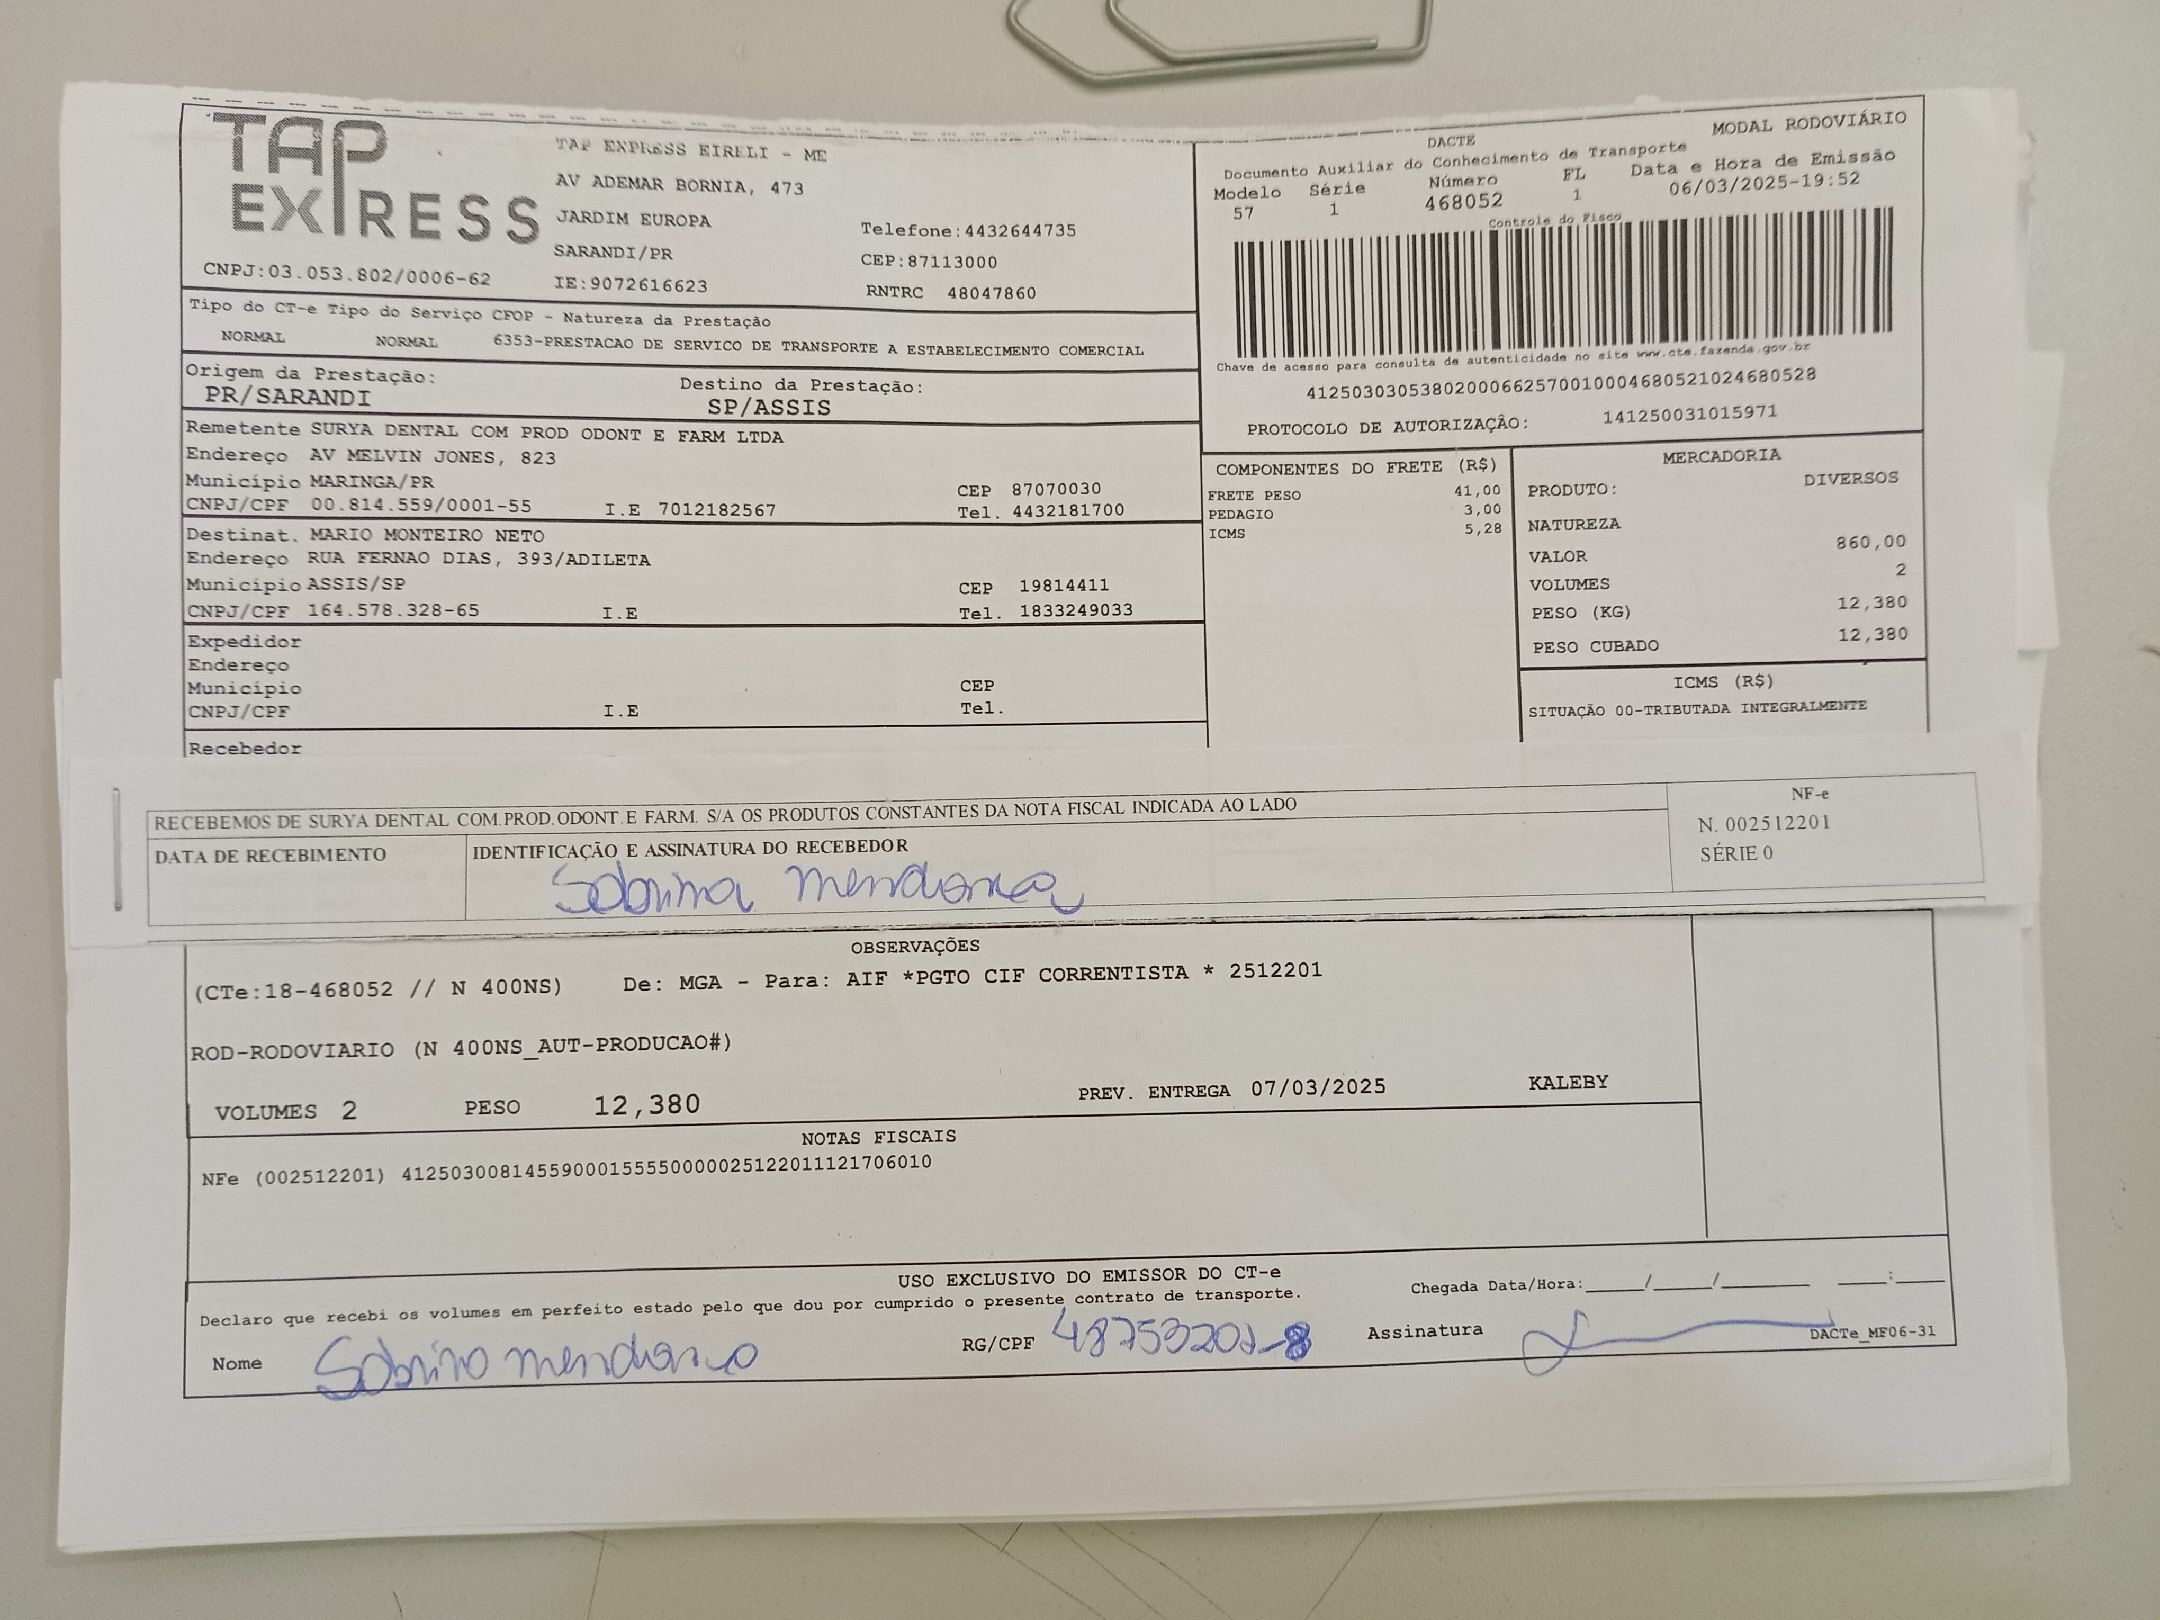 TAP EXPRESS
TAP EXPRESS EIRELI - ME
AV ADEMAR BORNIA, 473
JARDIM EUROPA
SARANDI/PR
Telefone:4432644735
CEP:87113000
CNPJ:03.053.802/0006-62
IE:9072616623
RNTRC 48047860
MODAL RODOVIÁRIO
DACTE
Documento Auxiliar do Conhecimento de Transporte
Modelo Série Número FL Data e Hora de Emissão
57 1 468052 1 06/03/2025-19:52
Controle do Fisco
Chave de acesso para consulta de autenticidade no site www.cte.fazenda.gov.br
41250303053802000662570010004680521024680528
PROTOCOLO DE AUTORIZAÇÃO: 141250031015971
Tipo do CT-e Tipo do Serviço CFOP - Natureza da Prestação
NORMAL NORMAL 6353-PRESTACAO DE SERVICO DE TRANSPORTE A ESTABELECIMENTO COMERCIAL
Origem da Prestação: Destino da Prestação:
PR/SARANDI SP/ASSIS
Remetente SURYA DENTAL COM PROD ODONT E FARM LTDA
Endereço AV MELVIN JONES, 823
Município MARINGA/PR CEP 87070030
CNPJ/CPF 00.814.559/0001-55 I.E 7012182567 Tel. 4432181700
Destinat. MARIO MONTEIRO NETO
Endereço RUA FERNAO DIAS, 393/ADILETA
Município ASSIS/SP CEP 19814411
CNPJ/CPF 164.578.328-65 I.E Tel. 1833249033
Expedidor
Endereço
Município CEP
CNPJ/CPF I.E Tel.
Recebedor
COMPONENTES DO FRETE (R$)
FRETE PESO 41,00
PEDAGIO 3,00
ICMS 5,28
MERCADORIA
PRODUTO: DIVERSOS
NATUREZA
VALOR 860,00
VOLUMES 2
PESO (KG) 12,380
PESO CUBADO 12,380
ICMS (R$)
SITUAÇÃO 00-TRIBUTADA INTEGRALMENTE
RECEBEMOS DE SURYA DENTAL COM.PROD.ODONT.E FARM. S/A OS PRODUTOS CONSTANTES DA NOTA FISCAL INDICADA AO LADO
DATA DE RECEBIMENTO
IDENTIFICAÇÃO E ASSINATURA DO RECEBEDOR
Sabrina Mendonca
NF-e
N. 002512201
SÉRIE 0
OBSERVAÇÕES
(CTe:18-468052 // N 400NS) De: MGA - Para: AIF *PGTO CIF CORRENTISTA * 2512201
ROD-RODOVIARIO (N 400NS_AUT-PRODUCAO#)
VOLUMES 2 PESO 12,380 PREV. ENTREGA 07/03/2025 KALEBY
NOTAS FISCAIS
NFe (002512201) 41250300814559000155550000025122011121706010
USO EXCLUSIVO DO EMISSOR DO CT-e
Declaro que recebi os volumes em perfeito estado pelo que dou por cumprido o presente contrato de transporte.
Chegada Data/Hora:_____/_____/_______ ____:____
Nome Sabrina Mendonca RG/CPF Assinatura
DACTe_MF06-31